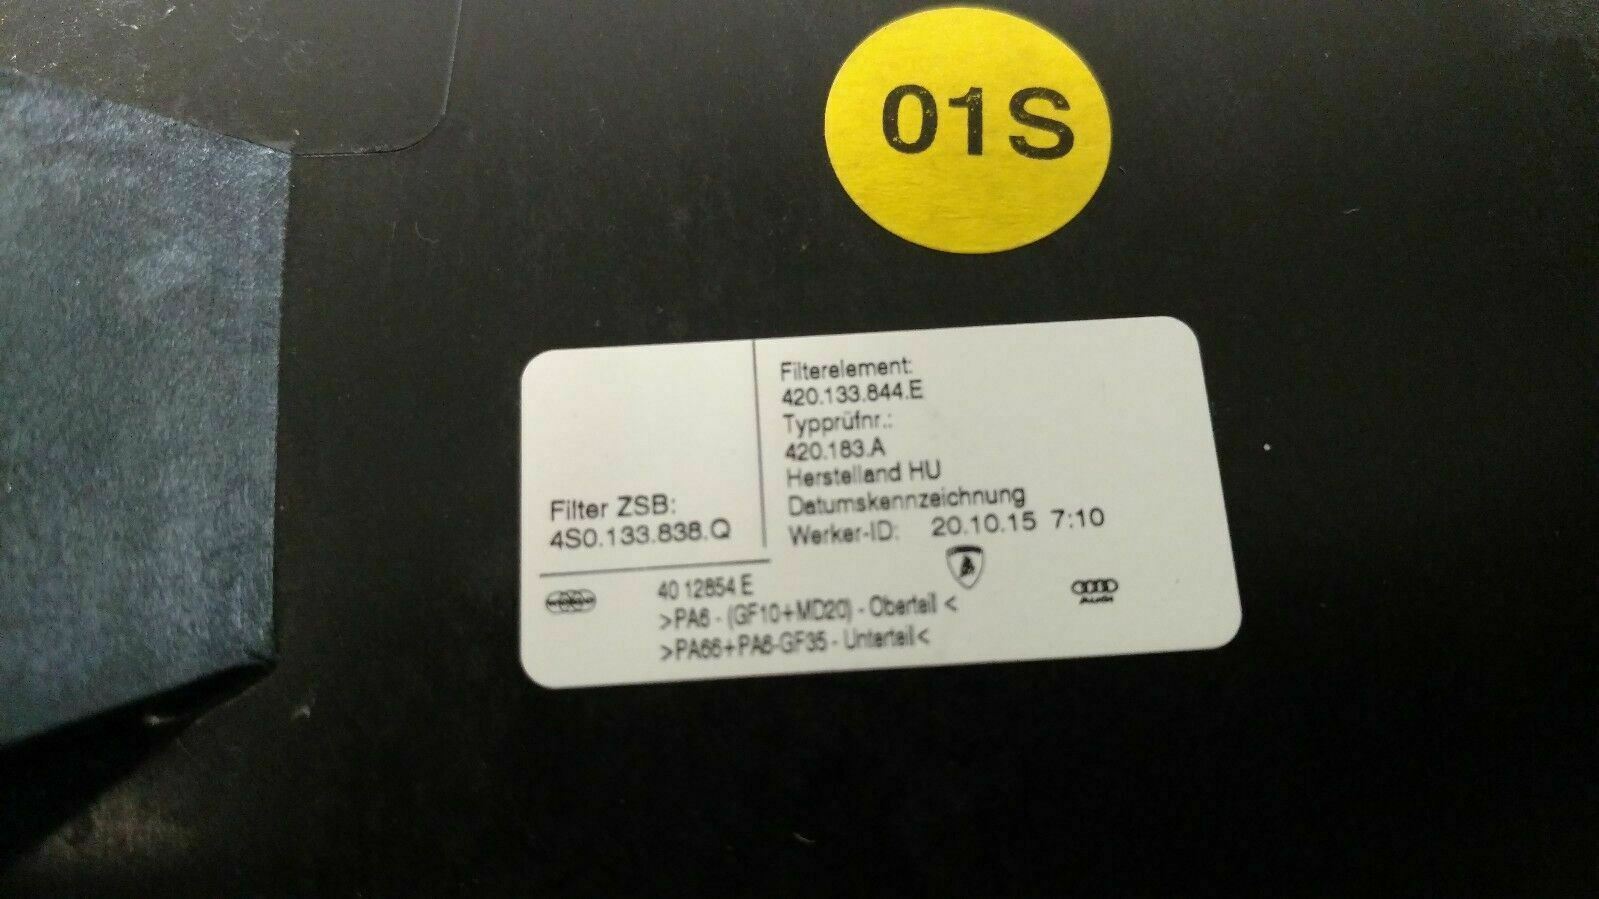 01S
Filterelement:
420.133.844.E
Typprüfnr.:
420.183.A
Herstelland HU
Datumskennzeichnung
Werker-ID: 20.10.15 7:10
Filter ZSB:
4S0.133.838.Q
40 12854 E
>PA6 - (GF10+MD20) - Oberteil <
>PA66+PA6-GF35 - Unterteil<
Audi